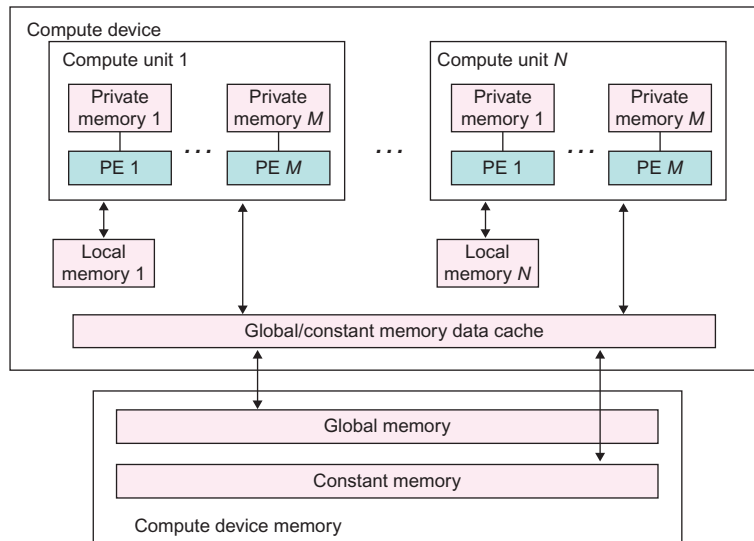 Compute device
Compute unit 1
Compute unit N
Private
memory 1
Private
memory M
Private
memory 1
Private
memory M
...
...
...
PE 1
PE M
PE 1
PE M
Local
memory 1
Local
memory N
Global/constant memory data cache
Global memory
Constant memory
Compute device memory